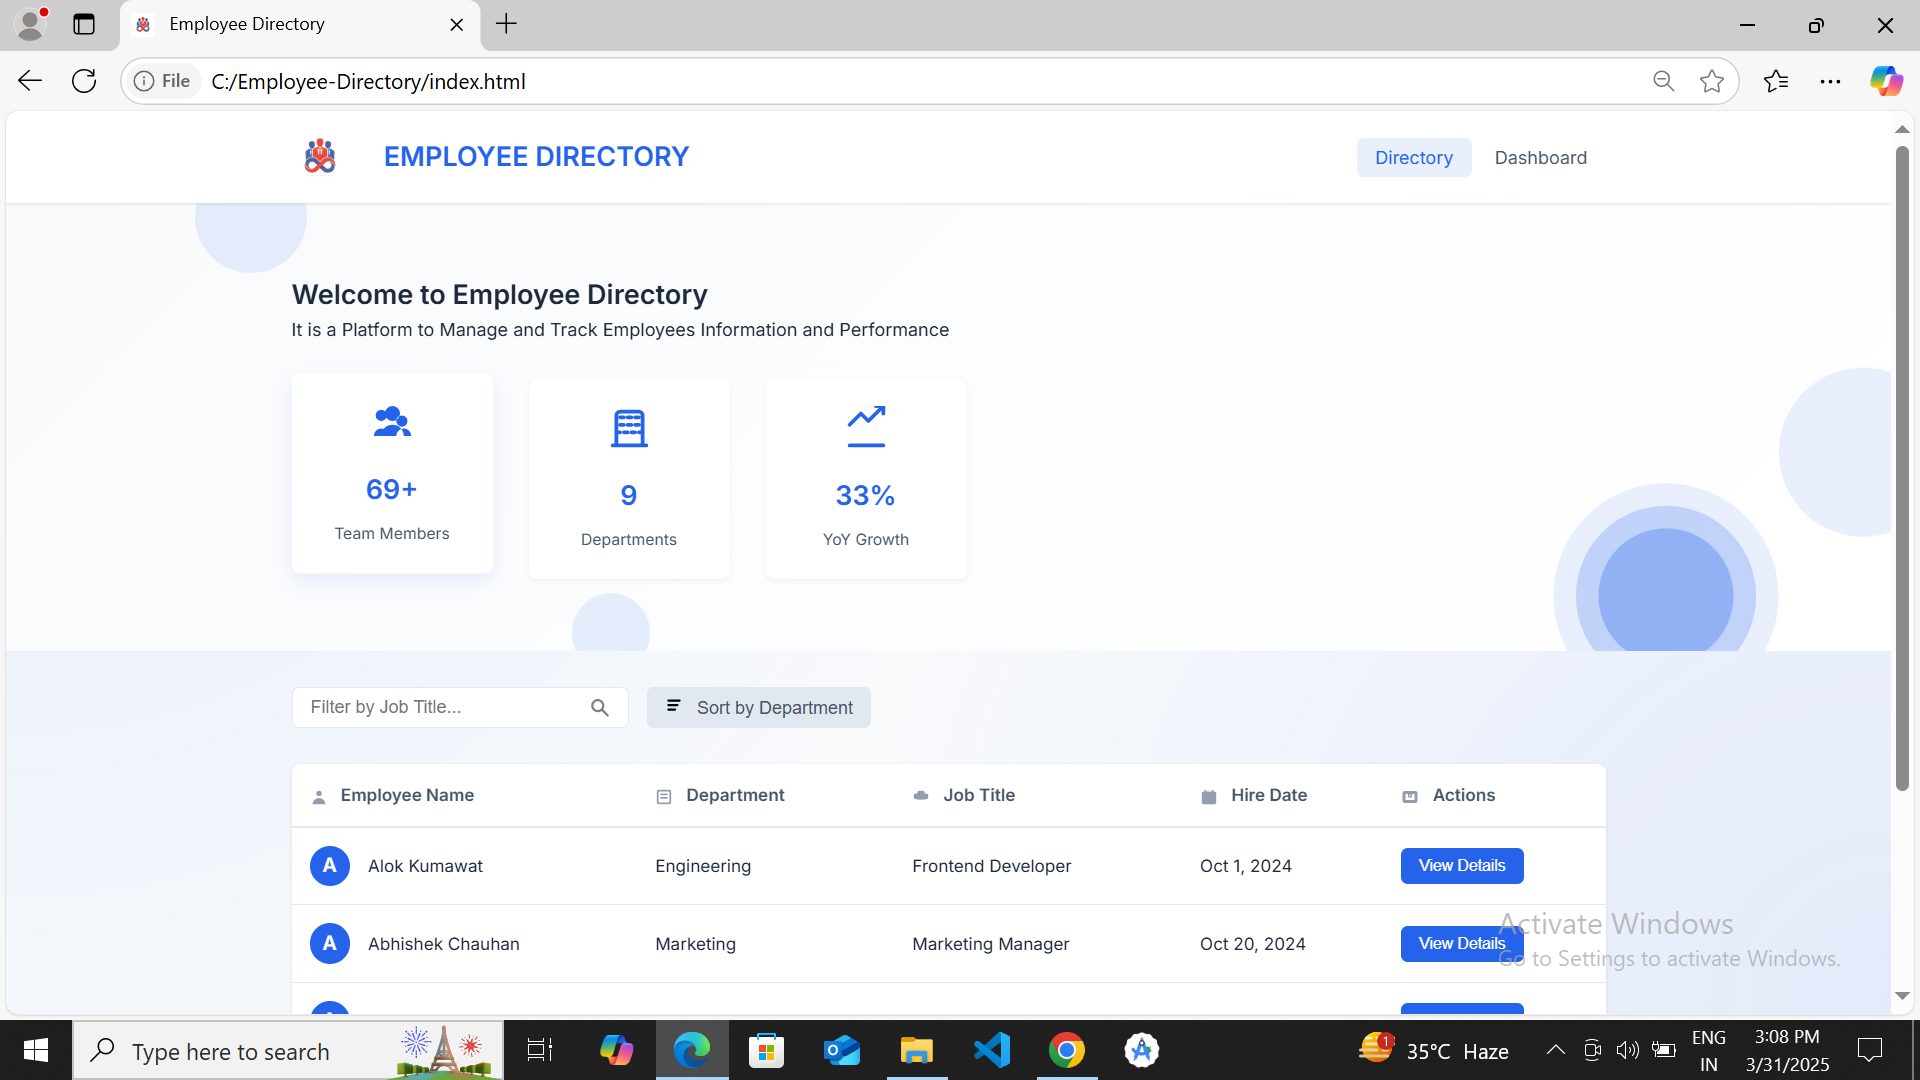 Employee Directory
File C:/Employee-Directory/index.html
EMPLOYEE DIRECTORY
Directory Dashboard
Welcome to Employee Directory
It is a Platform to Manage and Track Employees Information and Performance
69+
Team Members
9
Departments
33%
YoY Growth
Filter by Job Title...
Sort by Department
Employee Name Department Job Title Hire Date Actions
A Alok Kumawat Engineering Frontend Developer Oct 1, 2024 View Details
A Abhishek Chauhan Marketing Marketing Manager Oct 20, 2024 View Details
Activate Windows
Go to Settings to activate Windows.
Type here to search
1
35°C Haze
ENG
IN
3:08 PM
3/31/2025